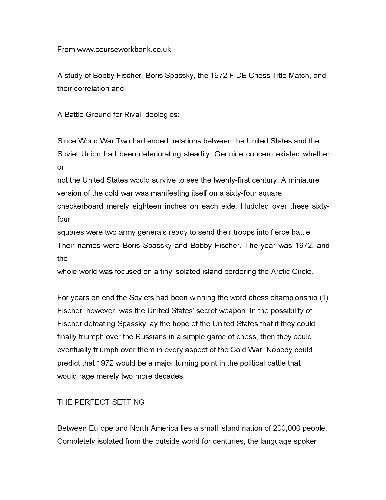 From www.courseworkbank.co.uk
A study of Bobby Fischer, Boris Spassky, the 1972 FIDE Chess Title Match, and
their correlation and
A Battle Ground for Rival Ideologies:
Since World War Two had ended, relations between the United States and the
Soviet Union had been deteriorating steadily. Genuine concern existed whether
or
not the United States would survive to see the twenty-first century. A miniature
version of the cold war was manifesting itself on a sixty-four square
checkerboard merely eighteen inches on each side. Huddled over these sixty-
four
squares were two army generals ready to send their troops into fierce battle.
Their names were Boris Spassky and Bobby Fischer. The year was 1972, and
the
whole world was focused on a tiny isolated island bordering the Arctic Circle.
For years on end the Soviets had been winning the word chess championship.(1)
Fischer, however, was the United States' secret weapon. In the possibility of
Fischer defeating Spassky lay the hope of the United States that if they could
finally triumph over the Russians in a simple game of chess, then they could
eventually triumph over them in every aspect of the Cold War. Nobody could
predict that 1972 would be a major turning point in the political battle that
would rage merely two more decades.
THE PERFECT SETTING
Between Europe and North America lies a small island nation of 200,000 people.
Completely isolated from the outside world for centuries, the language spoken